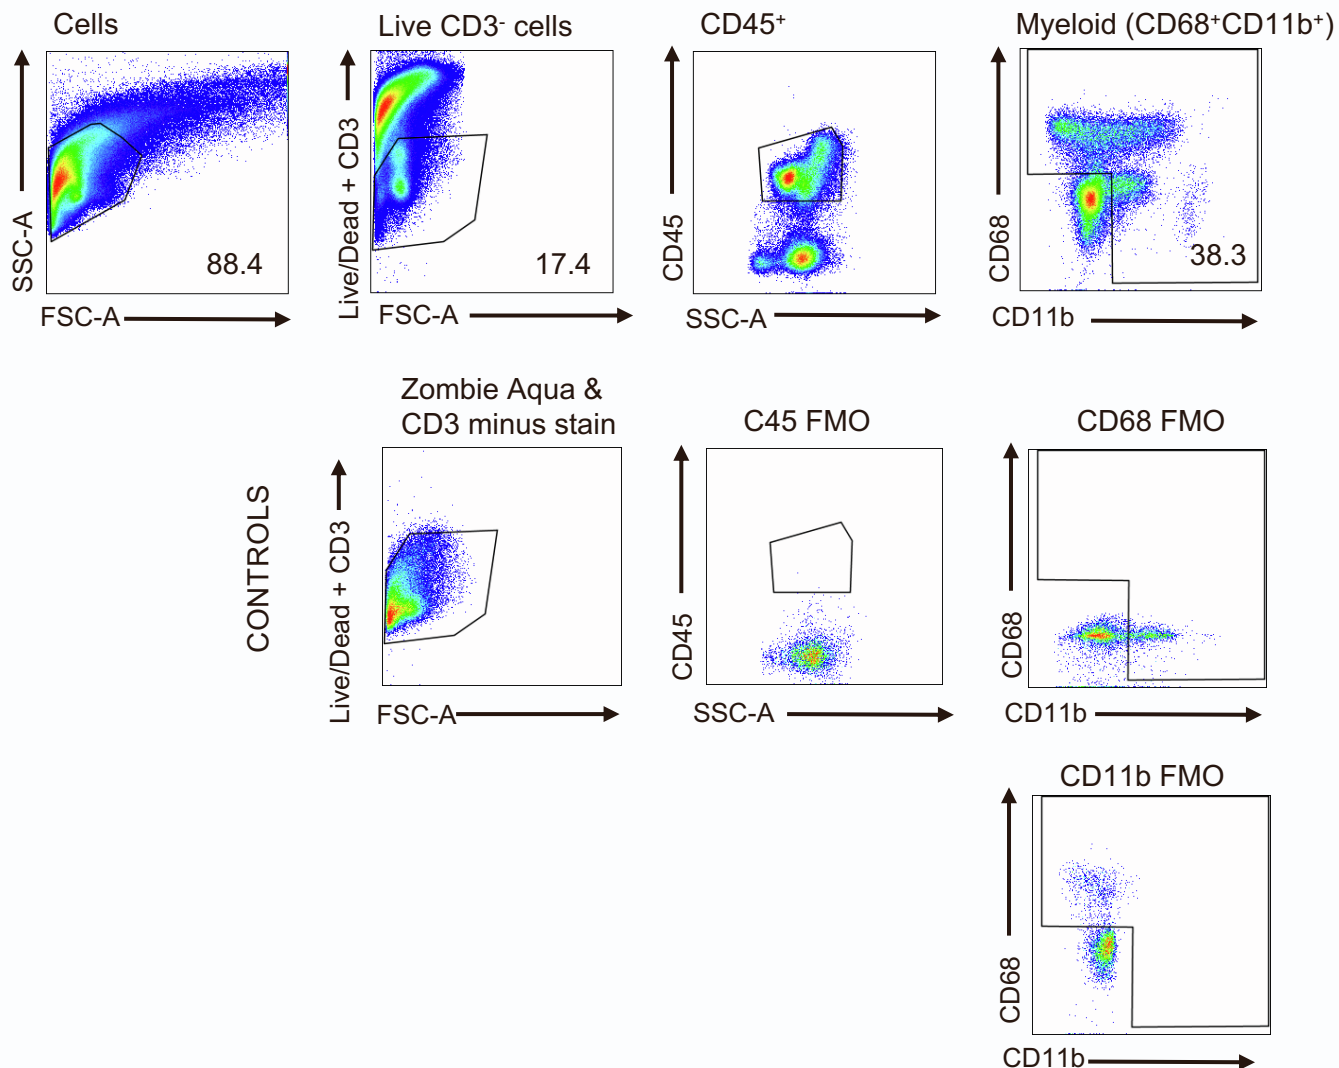 Cells
Live CD3- cells
CD45+
Myeloid (CD68+CD11b+)
SSC-A
88.4
FSC-A
Live/Dead + CD3
17.4
FSC-A
CD45
SSC-A
CD68
38.3
CD11b
CONTROLS
Zombie Aqua &
CD3 minus stain
Live/Dead + CD3
FSC-A
C45 FMO
CD45
SSC-A
CD68 FMO
CD68
CD11b
CD11b FMO
CD68
CD11b